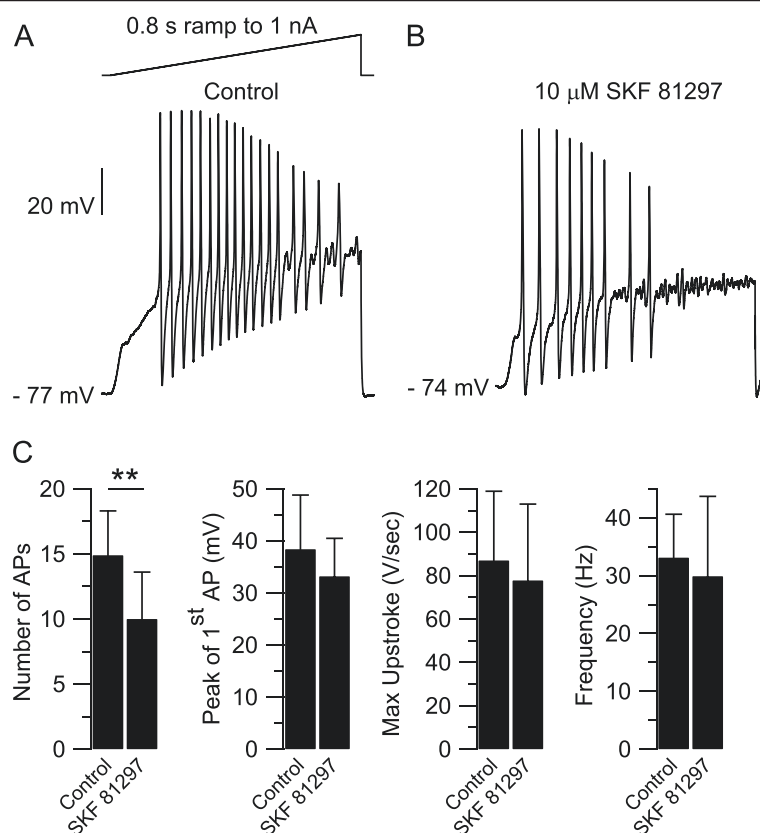 A
0.8 s ramp to 1 nA
B
Control
10 μM SKF 81297
20 mV
- 77 mV
- 74 mV
C
**
Number of APs
20
15
10
5
0
Control
SKF 81297
Peak of 1st AP (mV)
50
40
30
20
10
0
Control
SKF 81297
Max Upstroke (V/sec)
120
100
80
60
40
20
0
Control
SKF 81297
Frequency (Hz)
40
30
20
10
0
Control
SKF 81297